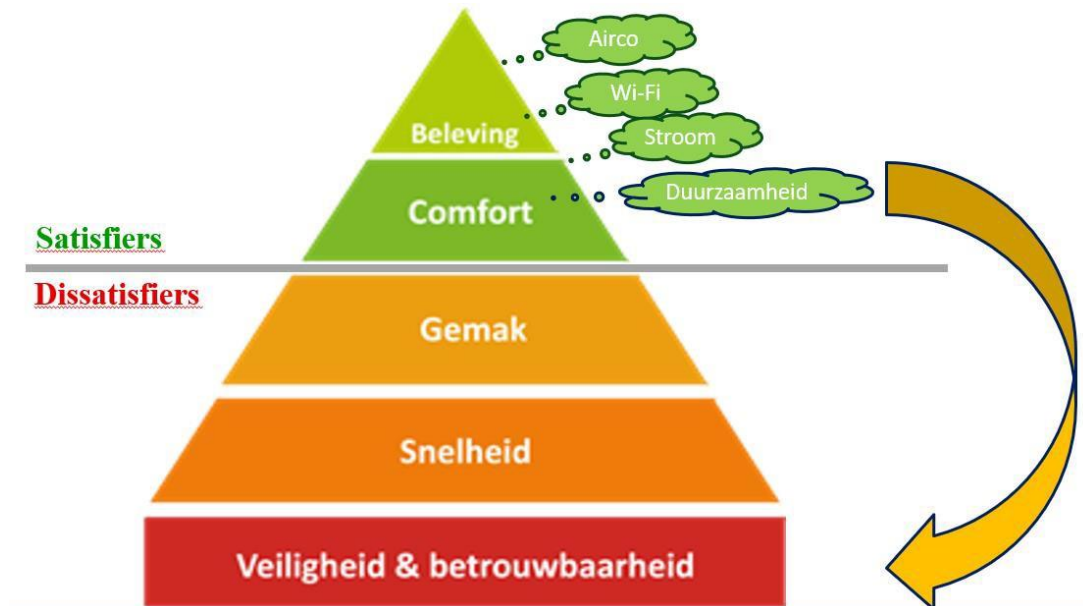 Airco
Wi-Fi
Beleving
Stroom
Duurzaamheid
Comfort
Satisfiers
Dissatisfiers
Gemak
Snelheid
Veiligheid & betrouwbaarheid